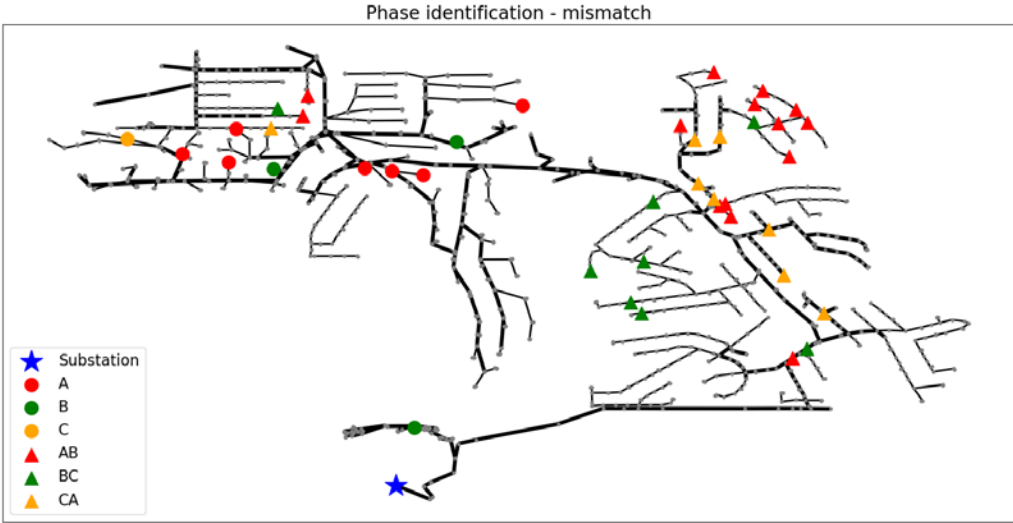 Phase identification - mismatch
Substation
A
B
C
AB
BC
CA